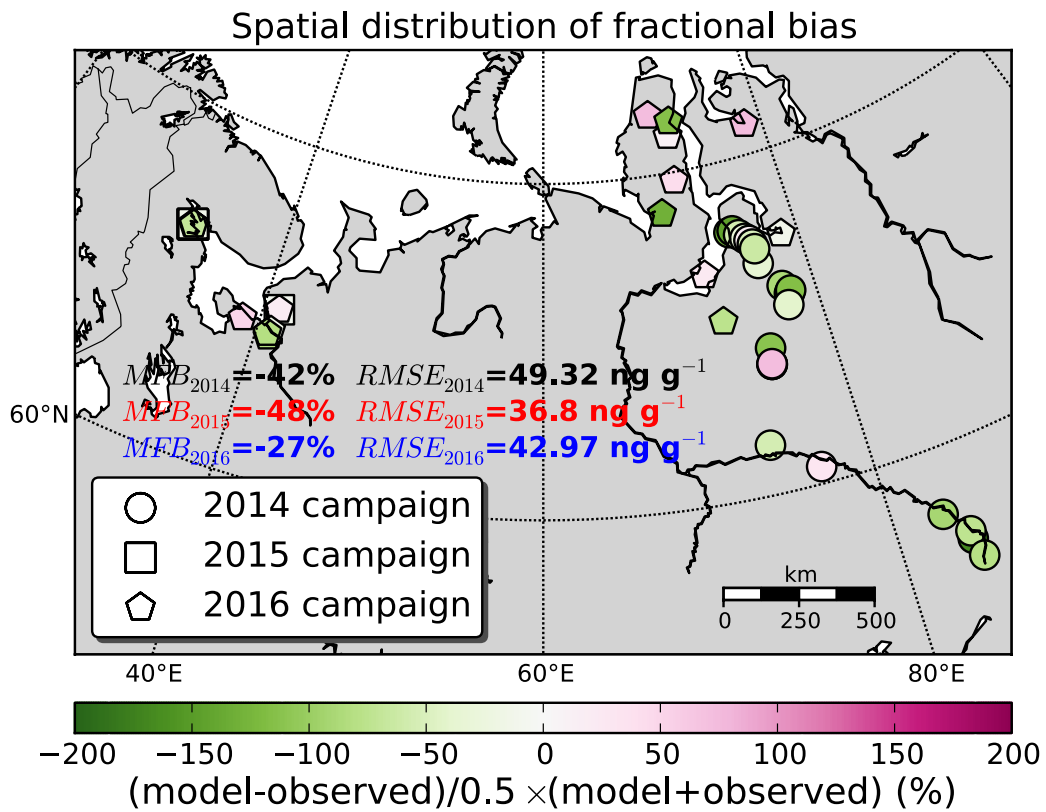 Spatial distribution of fractional bias
60°N
MFB2014=-42% RMSE2014=49.32 ng g−1
MFB2015=-48% RMSE2015=36.8 ng g−1
MFB2016=-27% RMSE2016=42.97 ng g−1
2014 campaign
2015 campaign
2016 campaign
km
0 250 500
40°E 60°E 80°E
−200 −150 −100 −50 0 50 100 150 200
(model-observed)/0.5 ×(model+observed) (%)